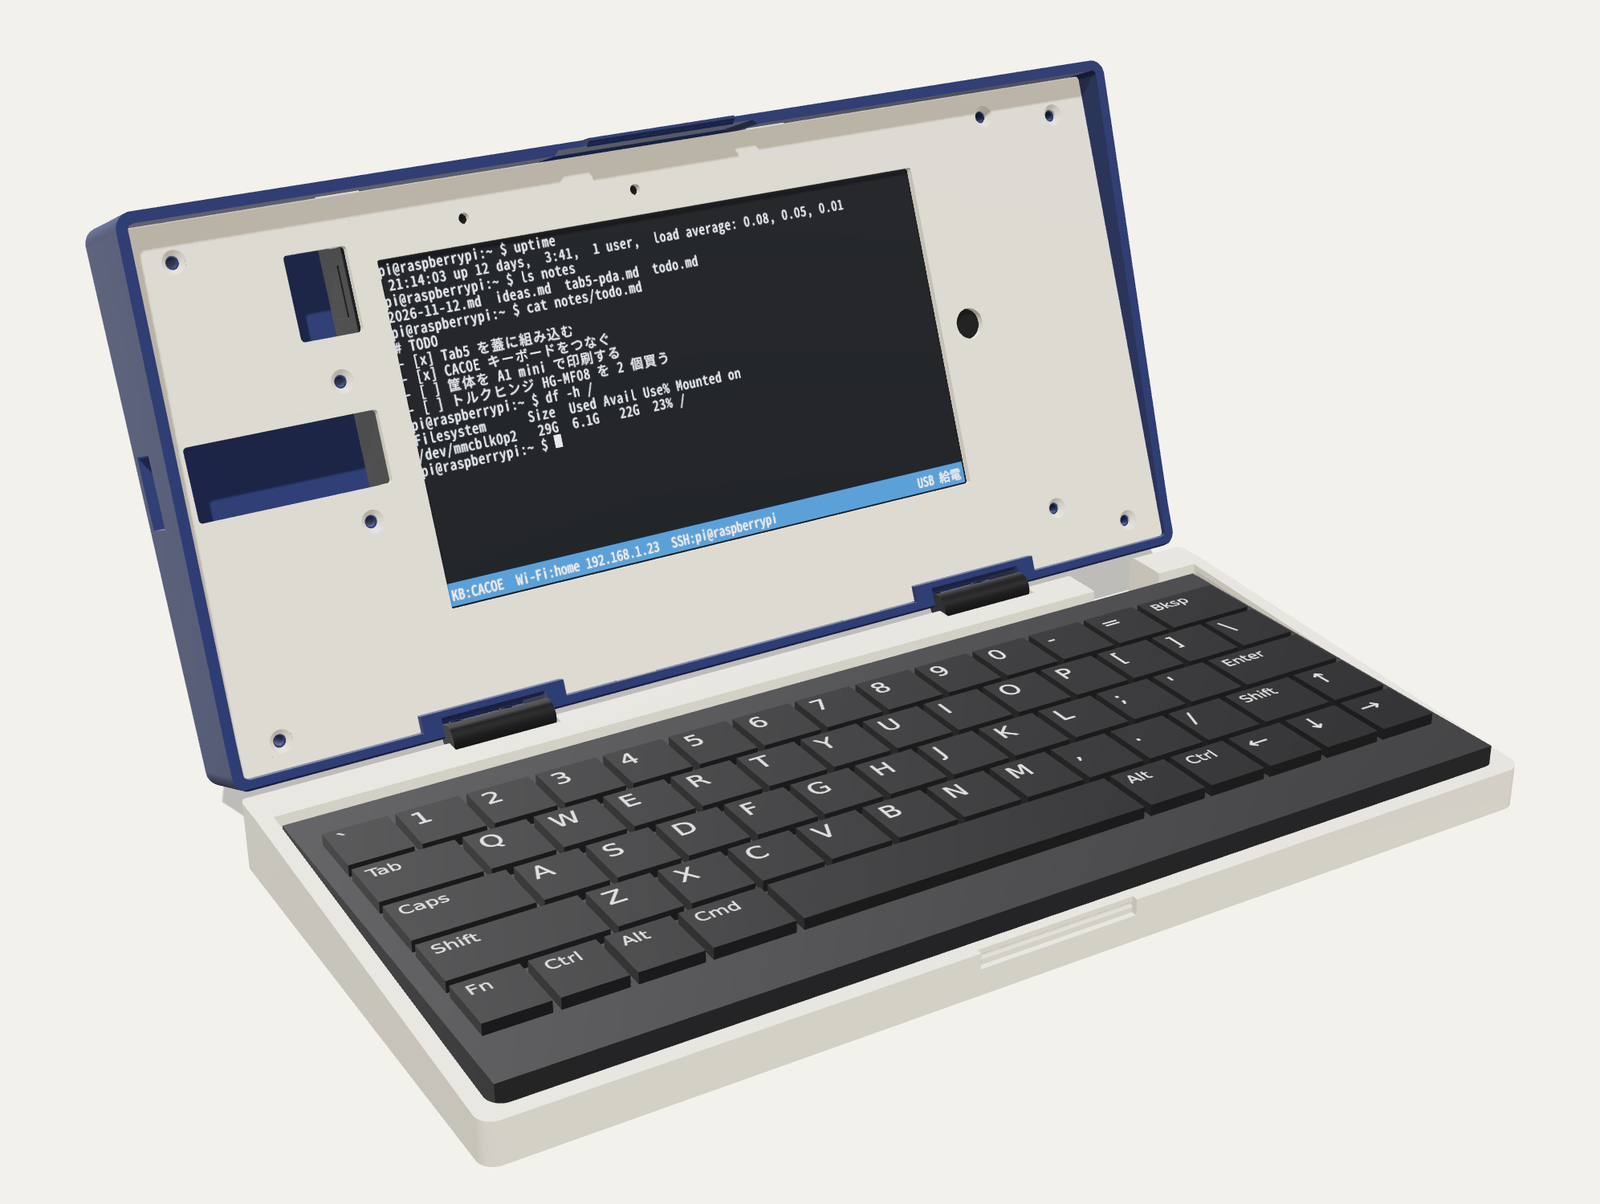 pi@raspberrypi:~ $ uptime
21:14:03 up 12 days,  3:41,  1 user,  load average: 0.08, 0.05, 0.01
pi@raspberrypi:~ $ ls notes
2026-11-12.md  ideas.md  tab5-pda.md  todo.md
pi@raspberrypi:~ $ cat notes/todo.md
# TODO
- [x] Tab5 を蓋に組み込む
- [x] CACOE キーボードをつなぐ
- [ ] 筐体を A1 mini で印刷する
- [ ] トルクヒンジ HG-MF08 を 2 個買う
pi@raspberrypi:~ $ df -h /
Filesystem      Size  Used Avail Use% Mounted on
/dev/mmcblk0p2   29G  6.1G   22G  23% /
pi@raspberrypi:~ $
KB:CACOE  Wi-Fi:home 192.168.1.23  SSH:pi@raspberrypi  USB 給電
` 1 2 3 4 5 6 7 8 9 0 - = Bksp
Tab Q W E R T Y U I O P [ ] \
Caps A S D F G H J K L ; ' Enter
Shift Z X C V B N M , . / Shift ↑
Fn Ctrl Alt Cmd Alt Ctrl ← ↓ →